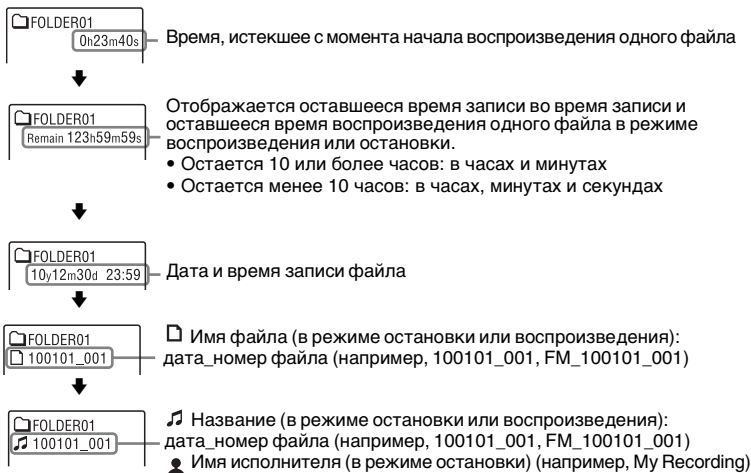 FOLDER01
0h23m40s
Время, истекшее с момента начала воспроизведения одного файла
FOLDER01
Remain 123h59m59s
Отображается оставшееся время записи во время записи и
оставшееся время воспроизведения одного файла в режиме
воспроизведения или остановки.
• Остается 10 или более часов: в часах и минутах
• Остается менее 10 часов: в часах, минутах и секундах
FOLDER01
10y12m30d 23:59
Дата и время записи файла
FOLDER01
100101_001
Имя файла (в режиме остановки или воспроизведения):
дата_номер файла (например, 100101_001, FM_100101_001)
FOLDER01
100101_001
Название (в режиме остановки или воспроизведения):
дата_номер файла (например, 100101_001, FM_100101_001)
Имя исполнителя (в режиме остановки) (например, My Recording)